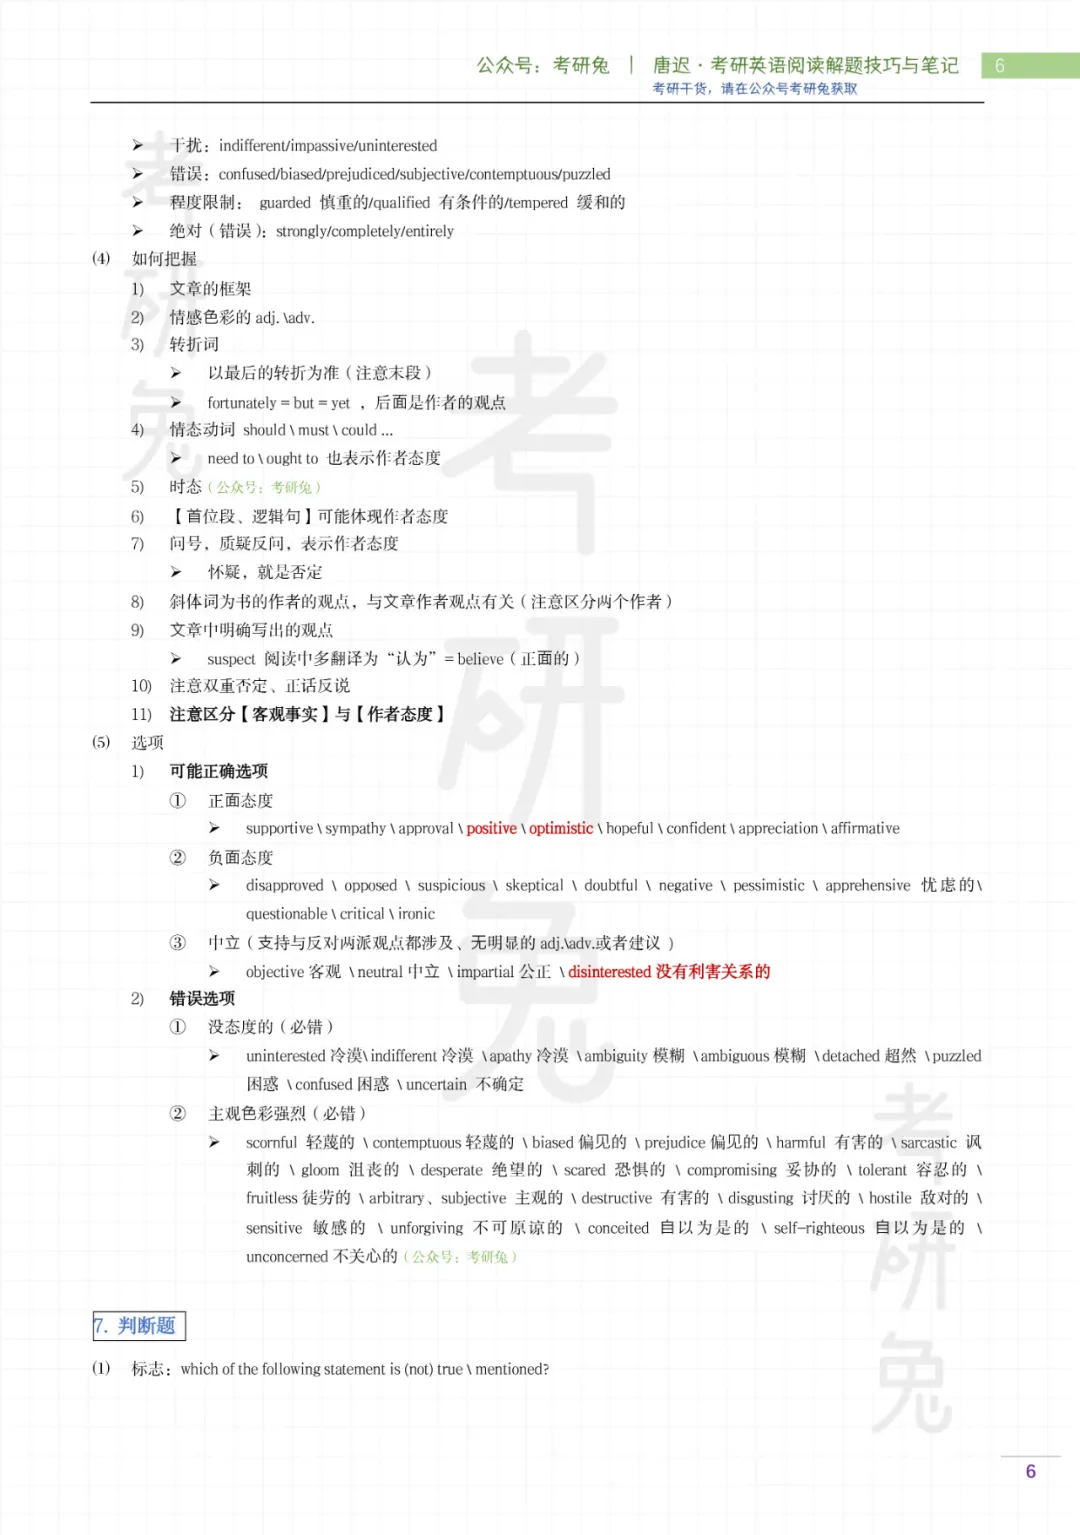 公众号：考研兔 | 唐迟·考研英语阅读解题技巧与笔记 6
考研干货，请在公众号考研兔获取
➢ 干扰：indifferent/impassive/uninterested
➢ 错误：confused/biased/prejudiced/subjective/contemptuous/puzzled
➢ 程度限制： guarded 慎重的/qualified 有条件的/tempered 缓和的
➢ 绝对（错误）：strongly/completely/entirely
(4) 如何把握
1) 文章的框架
2) 情感色彩的 adj. \adv.
3) 转折词
➢ 以最后的转折为准（注意末段）
➢ fortunately = but = yet ，后面是作者的观点
4) 情态动词 should \ must \ could ...
➢ need to \ ought to 也表示作者态度
5) 时态（公众号：考研兔）
6) 【首位段、逻辑句】可能体现作者态度
7) 问号，质疑反问，表示作者态度
➢ 怀疑，就是否定
8) 斜体词为书的作者的观点，与文章作者观点有关（注意区分两个作者）
9) 文章中明确写出的观点
➢ suspect 阅读中多翻译为“认为”= believe（正面的）
10) 注意双重否定、正话反说
11) 注意区分【客观事实】与【作者态度】
(5) 选项
1) 可能正确选项
① 正面态度
➢ supportive \ sympathy \ approval \ positive \ optimistic \ hopeful \ confident \ appreciation \ affirmative
② 负面态度
➢ disapproved \ opposed \ suspicious \ skeptical \ doubtful \ negative \ pessimistic \ apprehensive 忧虑的\
questionable \ critical \ ironic
③ 中立（支持与反对两派观点都涉及、无明显的 adj.\adv.或者建议 ）
➢ objective 客观 \ neutral 中立 \ impartial 公正 \ disinterested 没有利害关系的
2) 错误选项
① 没态度的（必错）
➢ uninterested 冷漠\ indifferent 冷漠 \ apathy 冷漠 \ ambiguity 模糊 \ ambiguous 模糊 \ detached 超然 \ puzzled
困惑 \ confused 困惑 \ uncertain 不确定
② 主观色彩强烈（必错）
➢ scornful 轻蔑的 \ contemptuous 轻蔑的 \ biased 偏见的 \ prejudice 偏见的 \ harmful 有害的 \ sarcastic 讽
刺的 \ gloom 沮丧的 \ desperate 绝望的 \ scared 恐惧的 \ compromising 妥协的 \ tolerant 容忍的 \
fruitless 徒劳的 \ arbitrary、subjective 主观的 \ destructive 有害的 \ disgusting 讨厌的 \ hostile 敌对的 \
sensitive 敏感的 \ unforgiving 不可原谅的 \ conceited 自以为是的 \ self-righteous 自以为是的 \
unconcerned 不关心的（公众号：考研兔）
7. 判断题
(1) 标志：which of the following statement is (not) true \ mentioned?
6
考研兔
考研兔
考研兔